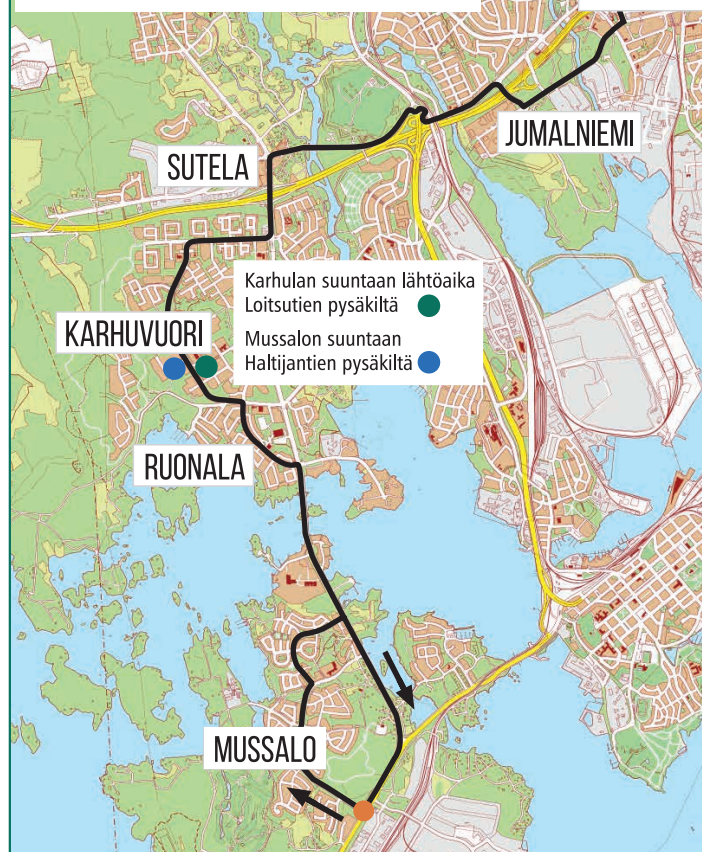 JUMALNIEMI
SUTELA
Karhulan suuntaan lähtöaika
Loitsutien pysäkiltä
Mussalon suuntaan
Haltijantien pysäkiltä
KARHUVUORI
RUONALA
MUSSALO